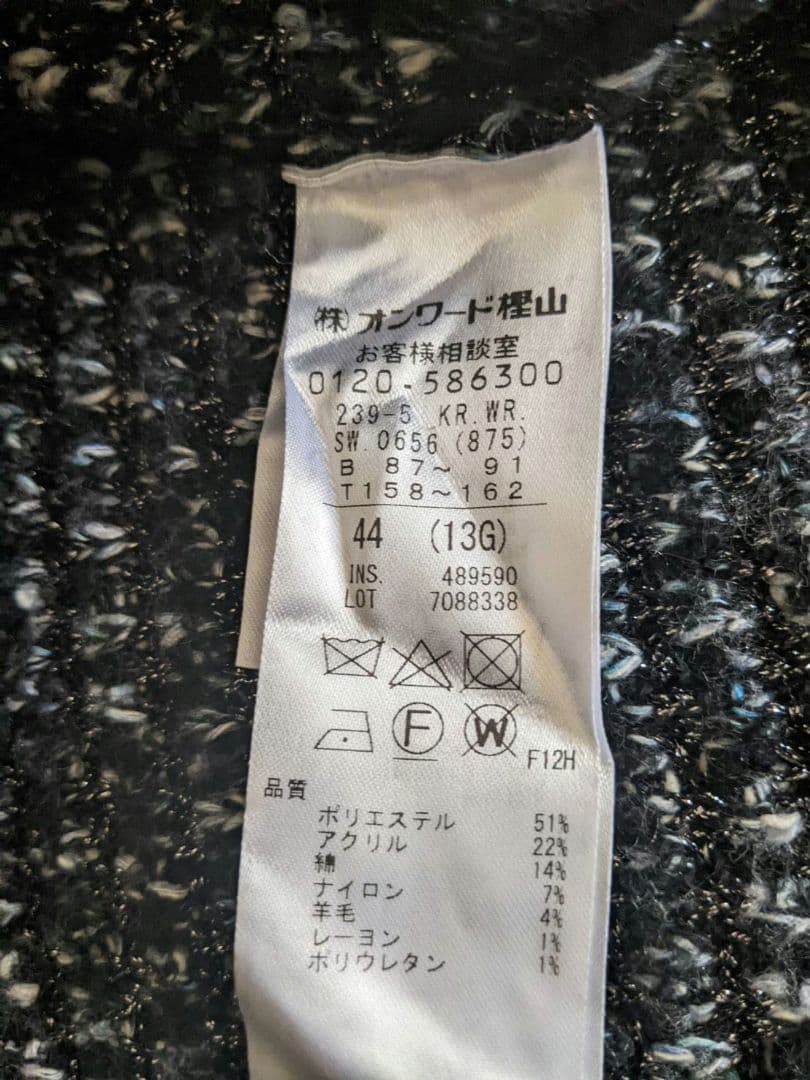 (株)オンワード樫山
お客様相談室
0120-586300
239-5 KR.WR.
SW.0656(875)
B 87～ 91
T158～162
44 (13G)
INS. 489590
LOT 7088338
F W F12H
品質
ポリエステル 51%
アクリル 22%
綿 14%
ナイロン 7%
羊毛 4%
レーヨン 1%
ポリウレタン 1%